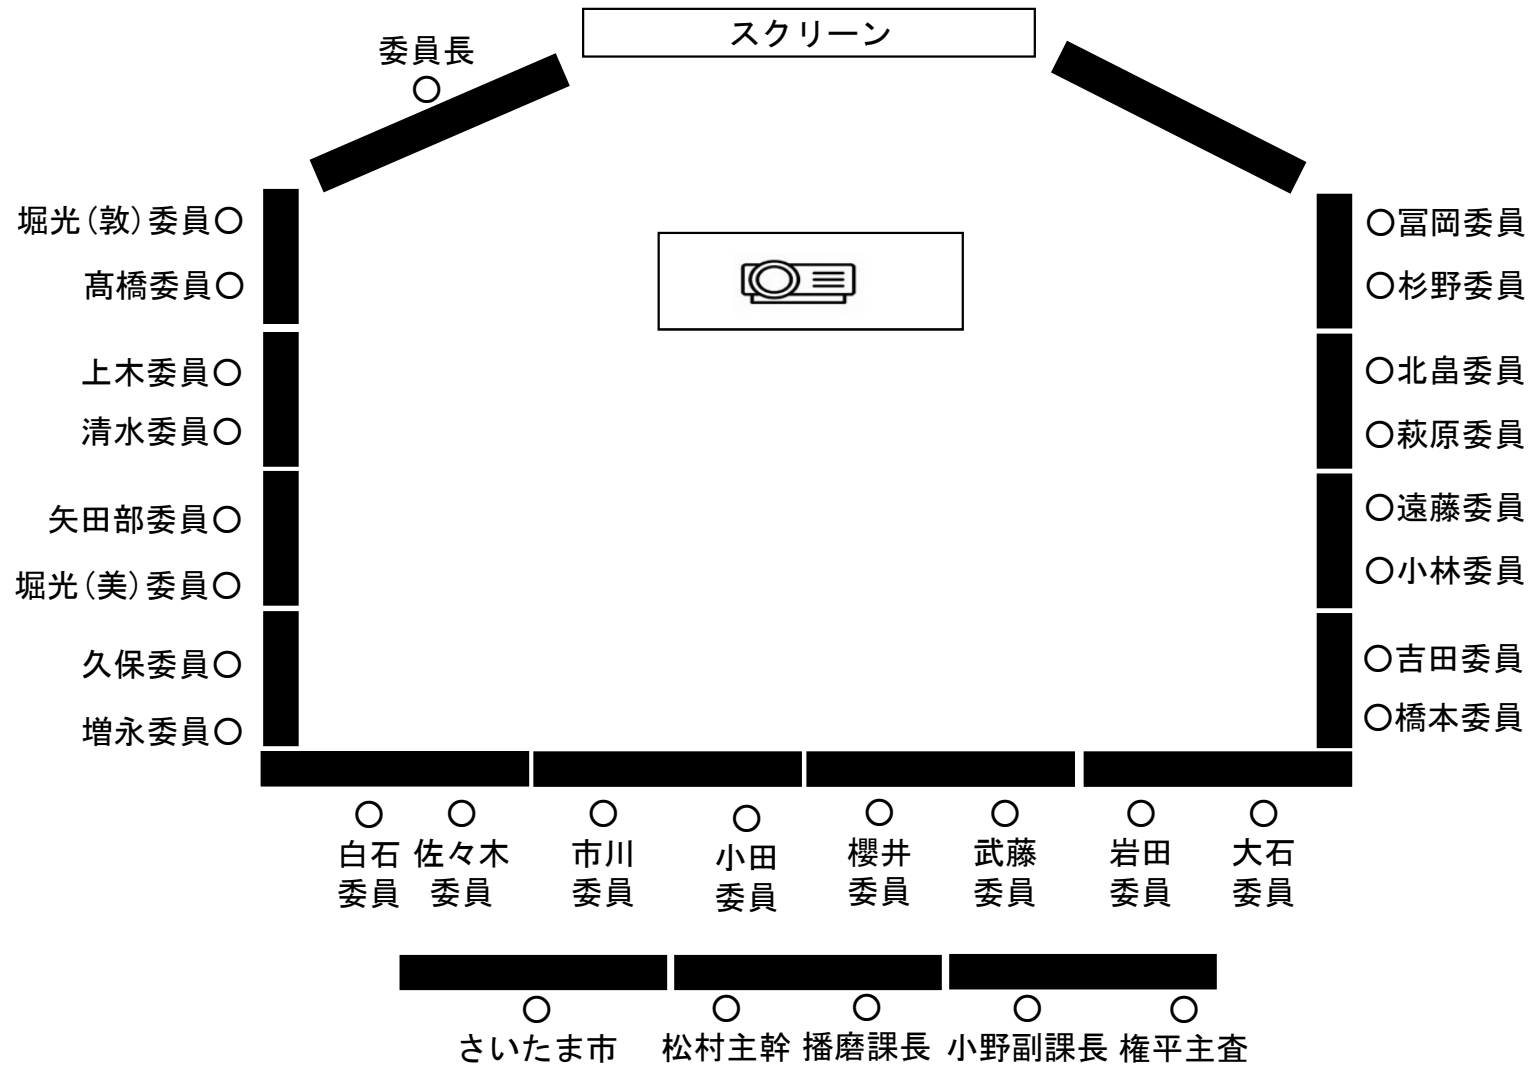 スクリーン
委員長
○
堀光(敦)委員○
髙橋委員○
上木委員○
清水委員○
矢田部委員○
堀光(美)委員○
久保委員○
増永委員○
○冨岡委員
○杉野委員
○北畠委員
○萩原委員
○遠藤委員
○小林委員
○吉田委員
○橋本委員
○ ○ ○ ○ ○ ○ ○ ○
白石 佐々木 市川 小田 櫻井 武藤 岩田 大石
委員 委員 委員 委員 委員 委員 委員 委員
○ ○ ○ ○ ○
さいたま市 松村主幹 播磨課長 小野副課長 権平主査